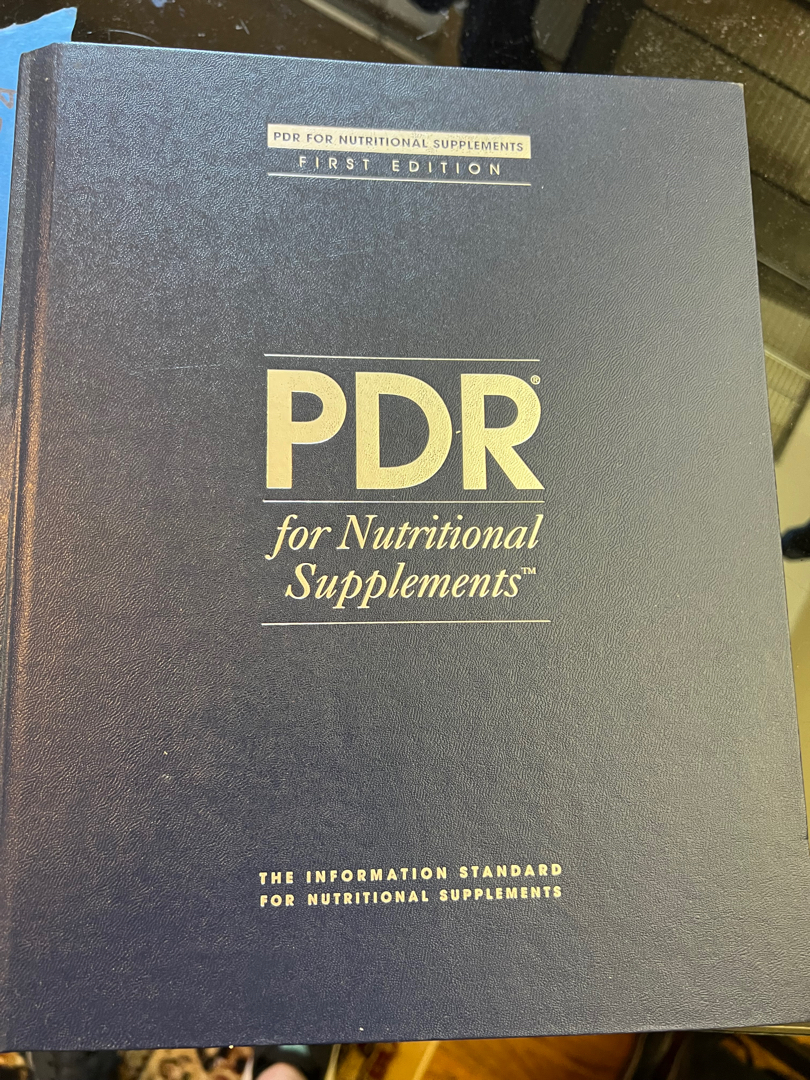 PDR FOR NUTRITIONAL SUPPLEMENTS
FIRST EDITION
PDR®
for Nutritional
Supplements™
THE INFORMATION STANDARD
FOR NUTRITIONAL SUPPLEMENTS